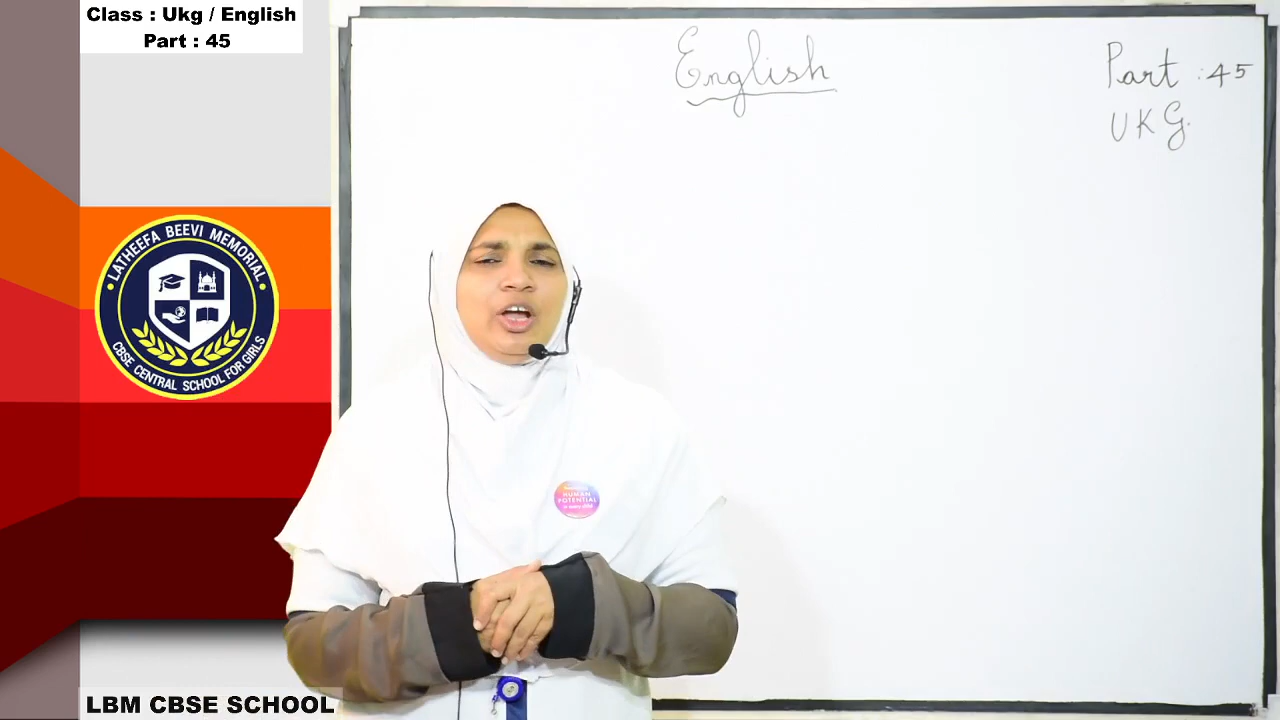 Class : Ukg / English
Part : 45
English
Part : 45
UKG.
LATHEEFA BEEVI MEMORIAL
CBSE CENTRAL SCHOOL FOR GIRLS
HUMAN
POTENTIAL
LBM CBSE SCHOOL